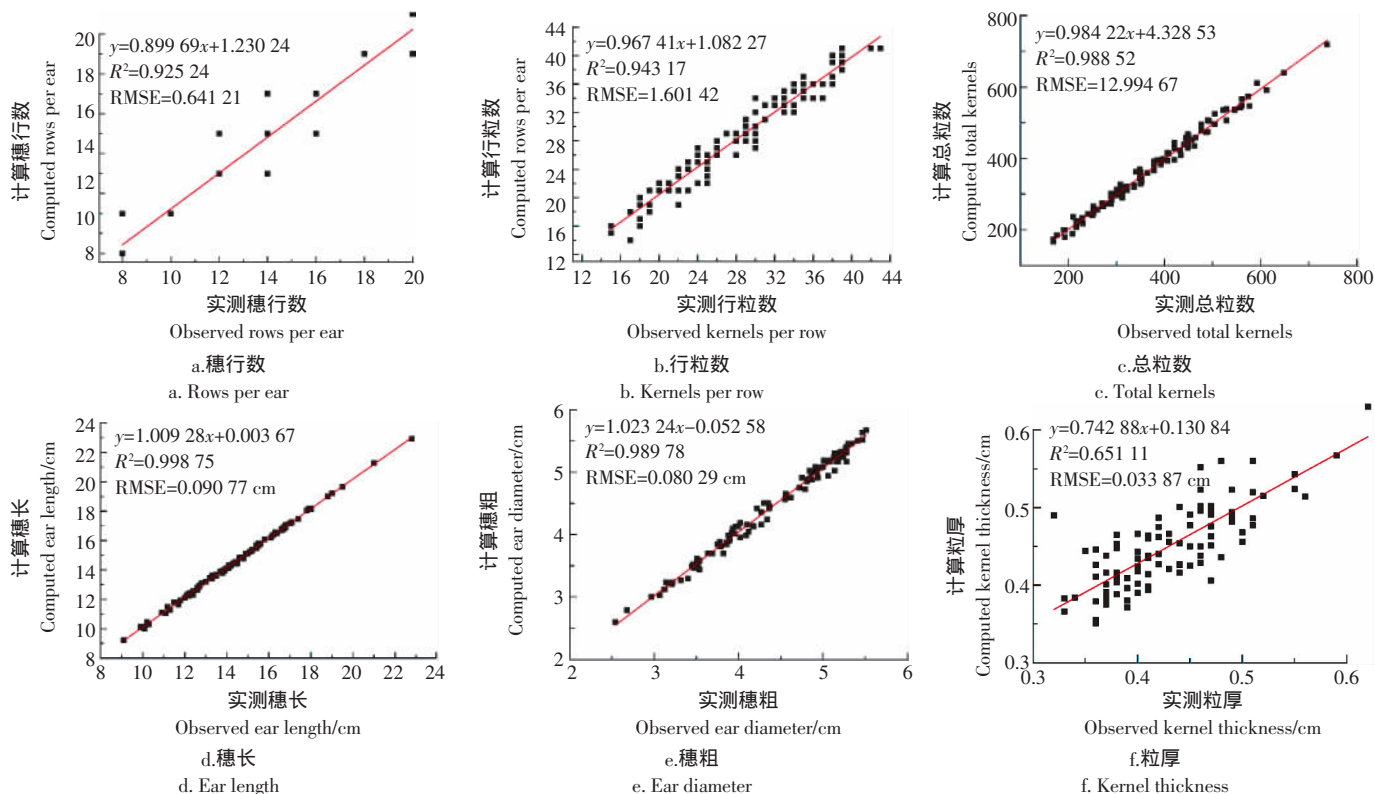 y=0.899 69x+1.230 24
R²=0.925 24
RMSE=0.641 21
计算穗行数
Computed rows per ear
20
18
16
14
12
10
8
8 10 12 14 16 18 20
实测穗行数
Observed rows per ear
a.穗行数
a. Rows per ear
y=0.967 41x+1.082 27
R²=0.943 17
RMSE=1.601 42
计算行粒数
Computed rows per ear
44
40
36
32
28
24
20
16
12
12 16 20 24 28 32 36 40 44
实测行粒数
Observed kernels per row
b.行粒数
b. Kernels per row
y=0.984 22x+4.328 53
R²=0.988 52
RMSE=12.994 67
计算总粒数
Computed total kernels
800
600
400
200
200 400 600 800
实测总粒数
Observed total kernels
c.总粒数
c. Total kernels
y=1.009 28x+0.003 67
R²=0.998 75
RMSE=0.090 77 cm
计算穗长
Computed ear length/cm
24
22
20
18
16
14
12
10
8
8 10 12 14 16 18 20 22 24
实测穗长
Observed ear length/cm
d.穗长
d. Ear length
y=1.023 24x−0.052 58
R²=0.989 78
RMSE=0.080 29 cm
计算穗粗
Computed ear diameter/cm
6
5
4
3
2
2 3 4 5 6
实测穗粗
Observed ear diameter/cm
e.穗粗
e. Ear diameter
y=0.742 88x+0.130 84
R²=0.651 11
RMSE=0.033 87 cm
计算粒厚
Computed kernel thickness/cm
0.6
0.5
0.4
0.3
0.3 0.4 0.5 0.6
实测粒厚
Observed kernel thickness/cm
f.粒厚
f. Kernel thickness